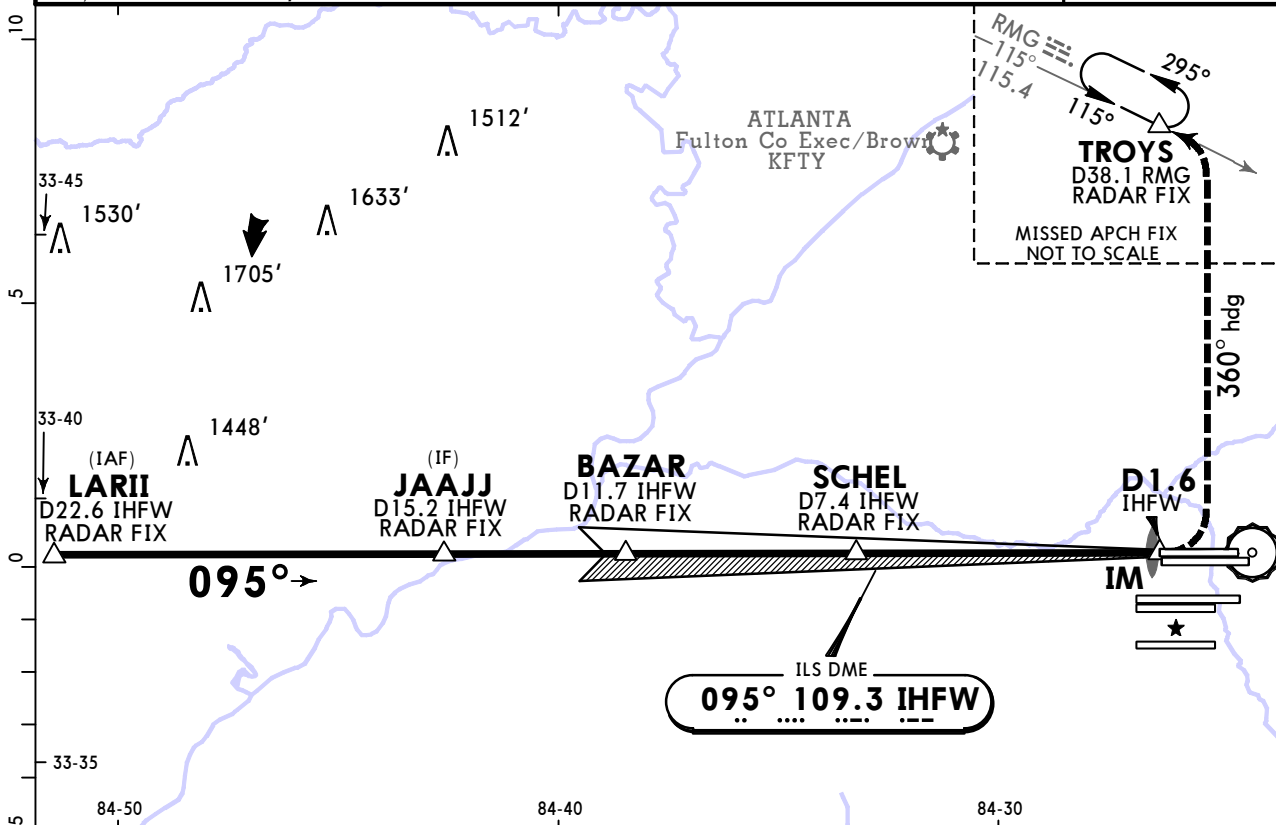 10
RMG
115°
115.4
115°
295°
TROYS
D38.1 RMG
RADAR FIX
MISSED APCH FIX
NOT TO SCALE
ATLANTA
Fulton Co Exec/Brown
KFTY
1512'
33-45
1530'
1633'
1705'
5
360° hdg
33-40
1448'
(IAF)
LARII
D22.6 IHFW
RADAR FIX
(IF)
JAAJJ
D15.2 IHFW
RADAR FIX
BAZAR
D11.7 IHFW
RADAR FIX
SCHEL
D7.4 IHFW
RADAR FIX
D1.6
IHFW
0
095°
IM
ILS DME
095° 109.3 IHFW
33-35
84-50
84-40
84-30
5